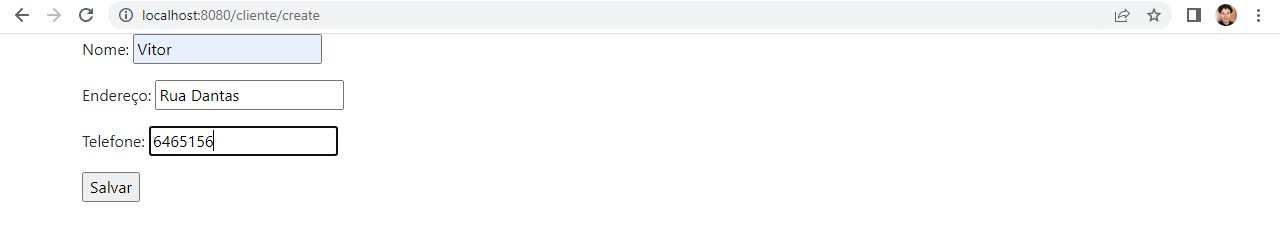 localhost:8080/cliente/create
Nome: Vitor
Endereço: Rua Dantas
Telefone: 6465156
Salvar